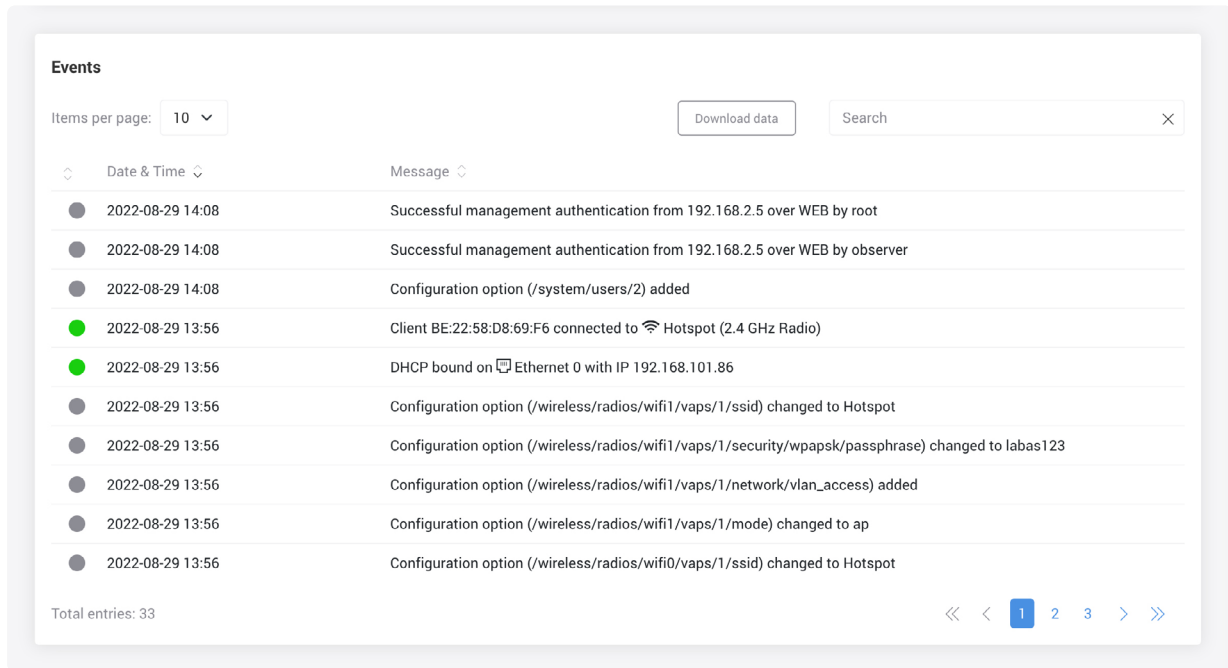 Events
Items per page: 10 Download data Search
Date & Time Message
2022-08-29 14:08 Successful management authentication from 192.168.2.5 over WEB by root
2022-08-29 14:08 Successful management authentication from 192.168.2.5 over WEB by observer
2022-08-29 14:08 Configuration option (/system/users/2) added
2022-08-29 13:56 Client BE:22:58:D8:69:F6 connected to Hotspot (2.4 GHz Radio)
2022-08-29 13:56 DHCP bound on Ethernet 0 with IP 192.168.101.86
2022-08-29 13:56 Configuration option (/wireless/radios/wifi1/vaps/1/ssid) changed to Hotspot
2022-08-29 13:56 Configuration option (/wireless/radios/wifi1/vaps/1/security/wpapsk/passphrase) changed to labas123
2022-08-29 13:56 Configuration option (/wireless/radios/wifi1/vaps/1/network/vlan_access) added
2022-08-29 13:56 Configuration option (/wireless/radios/wifi1/vaps/1/mode) changed to ap
2022-08-29 13:56 Configuration option (/wireless/radios/wifi0/vaps/1/ssid) changed to Hotspot
Total entries: 33 1 2 3